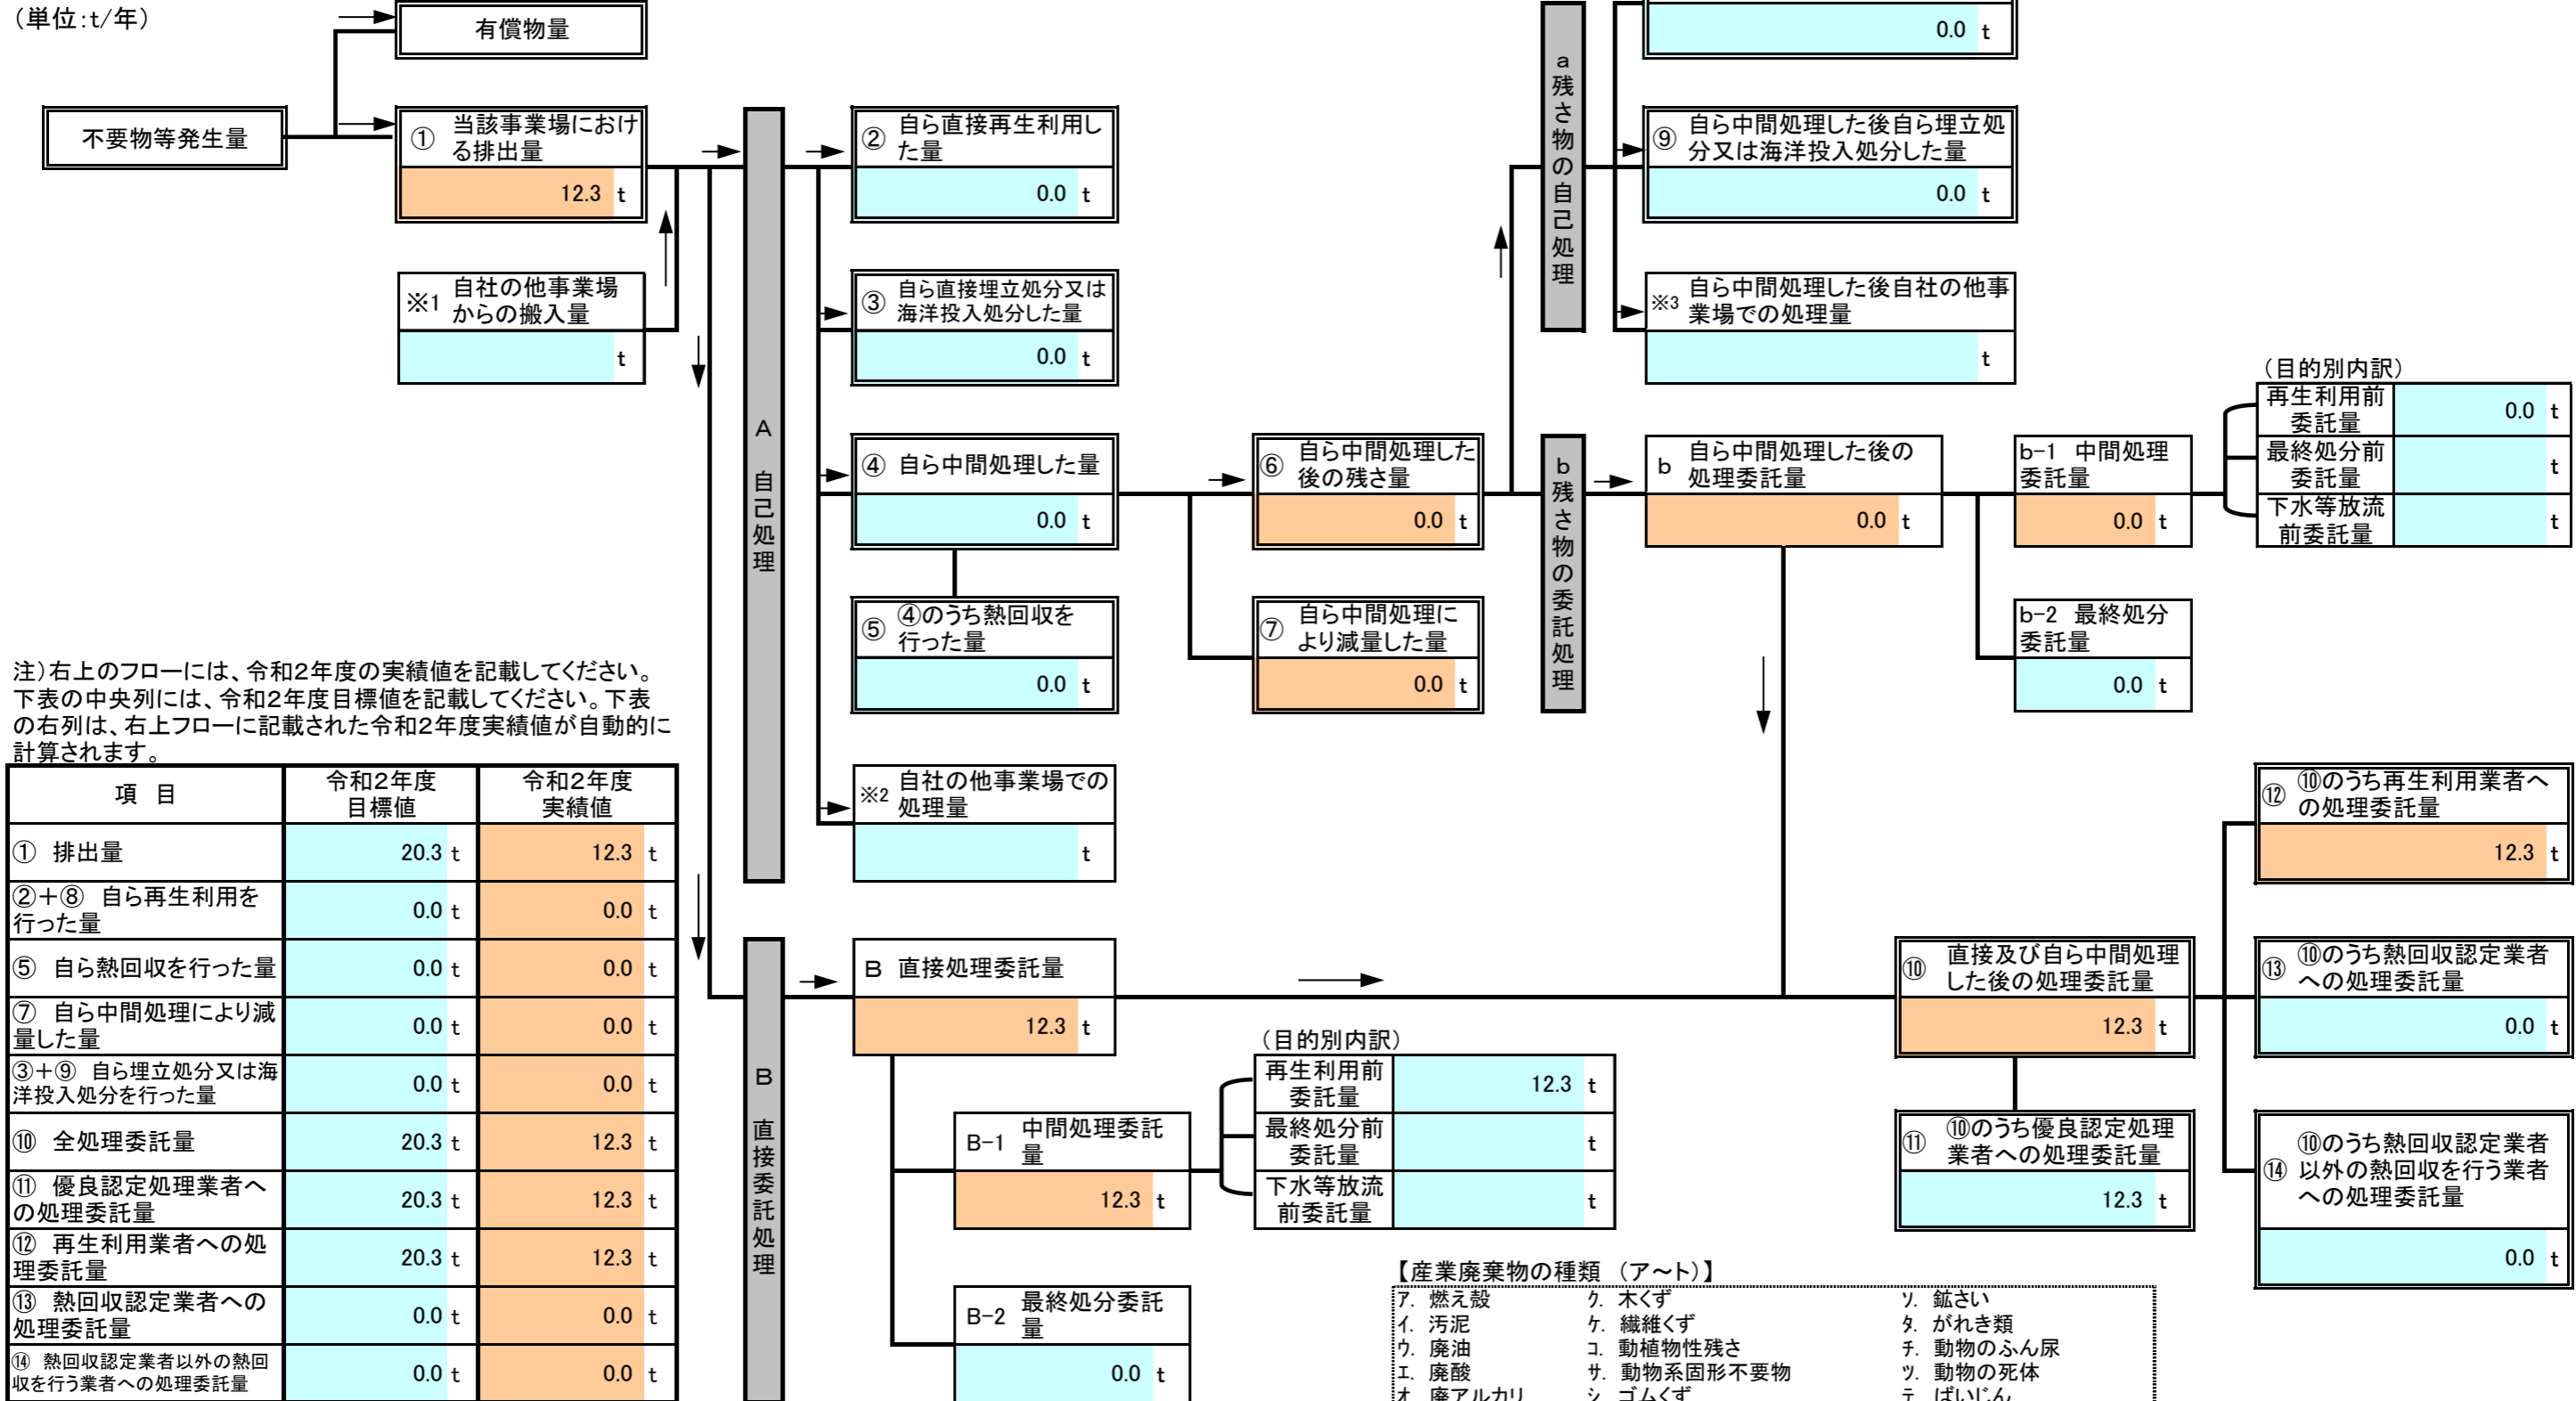 (単位:t/年)
有償物量
不要物等発生量
① 当該事業場におけ
る排出量
12.3 t
※1 自社の他事業場
からの搬入量
t
A 自己処理
② 自ら直接再生利用し
た量
0.0 t
③ 自ら直接埋立処分又は
海洋投入処分した量
0.0 t
④ 自ら中間処理した量
0.0 t
⑤ ④のうち熱回収を
行った量
0.0 t
※2 自社の他事業場での
処理量
t
⑥ 自ら中間処理した
後の残さ量
0.0 t
⑦ 自ら中間処理に
より減量した量
0.0 t
a 残さ物の自己処理
0.0 t
⑨ 自ら中間処理した後自ら埋立処
分又は海洋投入処分した量
0.0 t
※3 自ら中間処理した後自社の他事
業場での処理量
t
b 残さ物の委託処理
b 自ら中間処理した後の
処理委託量
0.0 t
b-1 中間処理
委託量
0.0 t
b-2 最終処分
委託量
0.0 t
(目的別内訳)
再生利用前
委託量
0.0 t
最終処分前
委託量
t
下水等放流
前委託量
t
注)右上のフローには、令和2年度の実績値を記載してください。
下表の中央列には、令和2年度目標値を記載してください。下表
の右列は、右上フローに記載された令和2年度実績値が自動的に
計算されます。
項 目
令和2年度
目標値
令和2年度
実績値
① 排出量
20.3 t
12.3 t
②+⑧ 自ら再生利用を
行った量
0.0 t
0.0 t
⑤ 自ら熱回収を行った量
0.0 t
0.0 t
⑦ 自ら中間処理により減
量した量
0.0 t
0.0 t
③+⑨ 自ら埋立処分又は海
洋投入処分を行った量
0.0 t
0.0 t
⑩ 全処理委託量
20.3 t
12.3 t
⑪ 優良認定処理業者へ
の処理委託量
20.3 t
12.3 t
⑫ 再生利用業者への処
理委託量
20.3 t
12.3 t
⑬ 熱回収認定業者への
処理委託量
0.0 t
0.0 t
⑭ 熱回収認定業者以外の熱回
収を行う業者への処理委託量
0.0 t
0.0 t
B 直接委託処理
B 直接処理委託量
12.3 t
B-1 中間処理委託
量
12.3 t
B-2 最終処分委託
量
0.0 t
(目的別内訳)
再生利用前
委託量
12.3 t
最終処分前
委託量
t
下水等放流
前委託量
t
⑩ 直接及び自ら中間処理
した後の処理委託量
12.3 t
⑪ ⑩のうち優良認定処理
業者への処理委託量
12.3 t
⑫ ⑩のうち再生利用業者へ
の処理委託量
12.3 t
⑬ ⑩のうち熱回収認定業者
への処理委託量
0.0 t
⑭ ⑩のうち熱回収認定業者
以外の熱回収を行う業者
への処理委託量
0.0 t
【産業廃棄物の種類 (ア～ト)】
ア. 燃え殻 ク. 木くず ソ. 鉱さい
イ. 汚泥 ケ. 繊維くず タ. がれき類
ウ. 廃油 コ. 動植物性残さ チ. 動物のふん尿
エ. 廃酸 サ. 動物系固形不要物 ツ. 動物の死体
オ. 廃アルカリ シ. ゴムくず テ. ばいじん